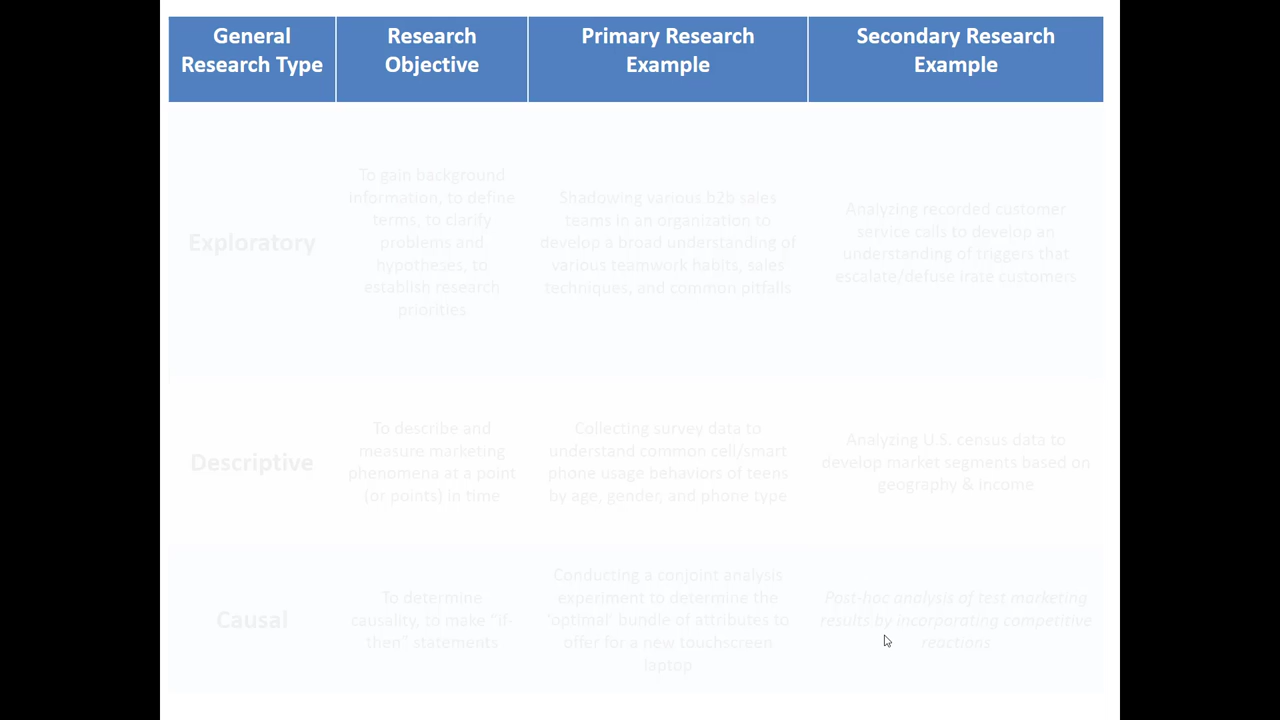 General
Research Type
Research
Objective
Primary Research
Example
Secondary Research
Example
Exploratory
To gain background
information, to define
terms, to clarify
problems and
hypotheses, to
establish research
priorities
Shadowing various b2b sales
teams in an organization to
develop a broad understanding of
various teamwork habits, sales
techniques, and common pitfalls
Analyzing recorded customer
service calls to develop an
understanding of triggers that
escalate/defuse irate customers
Descriptive
To describe and
measure marketing
phenomena at a point
(or points) in time
Collecting survey data to
understand common cell/smart
phone usage behaviors of teens
by age, gender, and phone type
Analyzing U.S. census data to
develop market segments based on
geography & income
Causal
To determine
causality, to make "if-
then" statements
Conducting a conjoint analysis
experiment to determine the
'optimal' bundle of attributes to
offer for a new touchscreen
laptop
Post-hoc analysis of test marketing
results by incorporating competitive
reactions